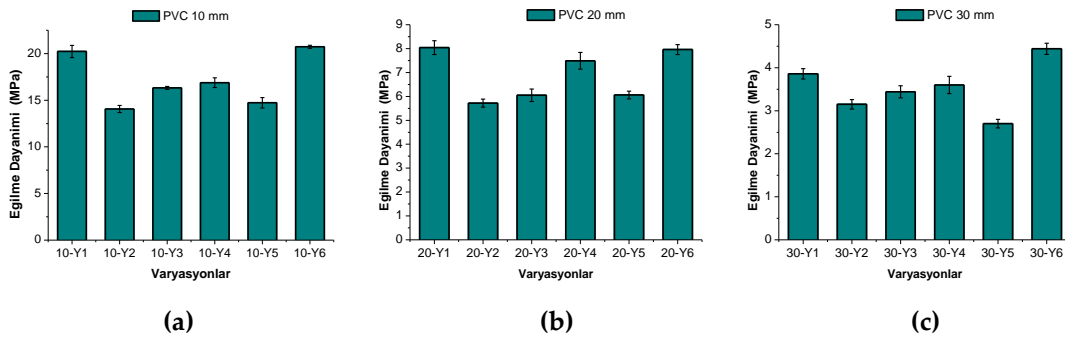 PVC 10 mm
Egilme Dayanimi (MPa)
20
15
10
5
0
10-Y1 10-Y2 10-Y3 10-Y4 10-Y5 10-Y6
Varyasyonlar
(a)
PVC 20 mm
Egilme Dayanimi (MPa)
9
8
7
6
5
4
3
2
1
0
20-Y1 20-Y2 20-Y3 20-Y4 20-Y5 20-Y6
Varyasyonlar
(b)
PVC 30 mm
Egilme Dayanimi (MPa)
5
4
3
2
1
0
30-Y1 30-Y2 30-Y3 30-Y4 30-Y5 30-Y6
Varyasyonlar
(c)